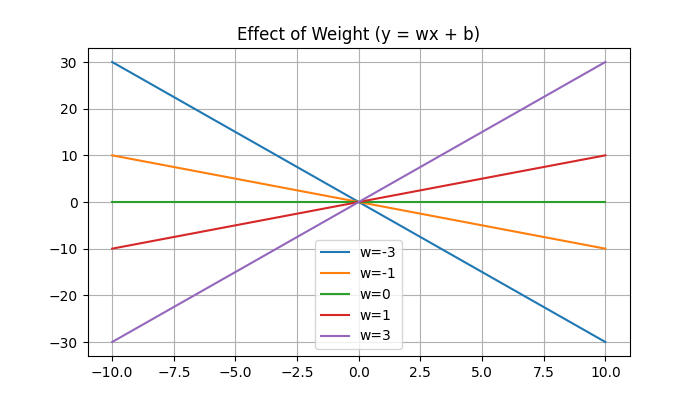 Effect of Weight (y = wx + b)
30
20
10
0
−10
−20
−30
w=-3
w=-1
w=0
w=1
w=3
−10.0 −7.5 −5.0 −2.5 0.0 2.5 5.0 7.5 10.0